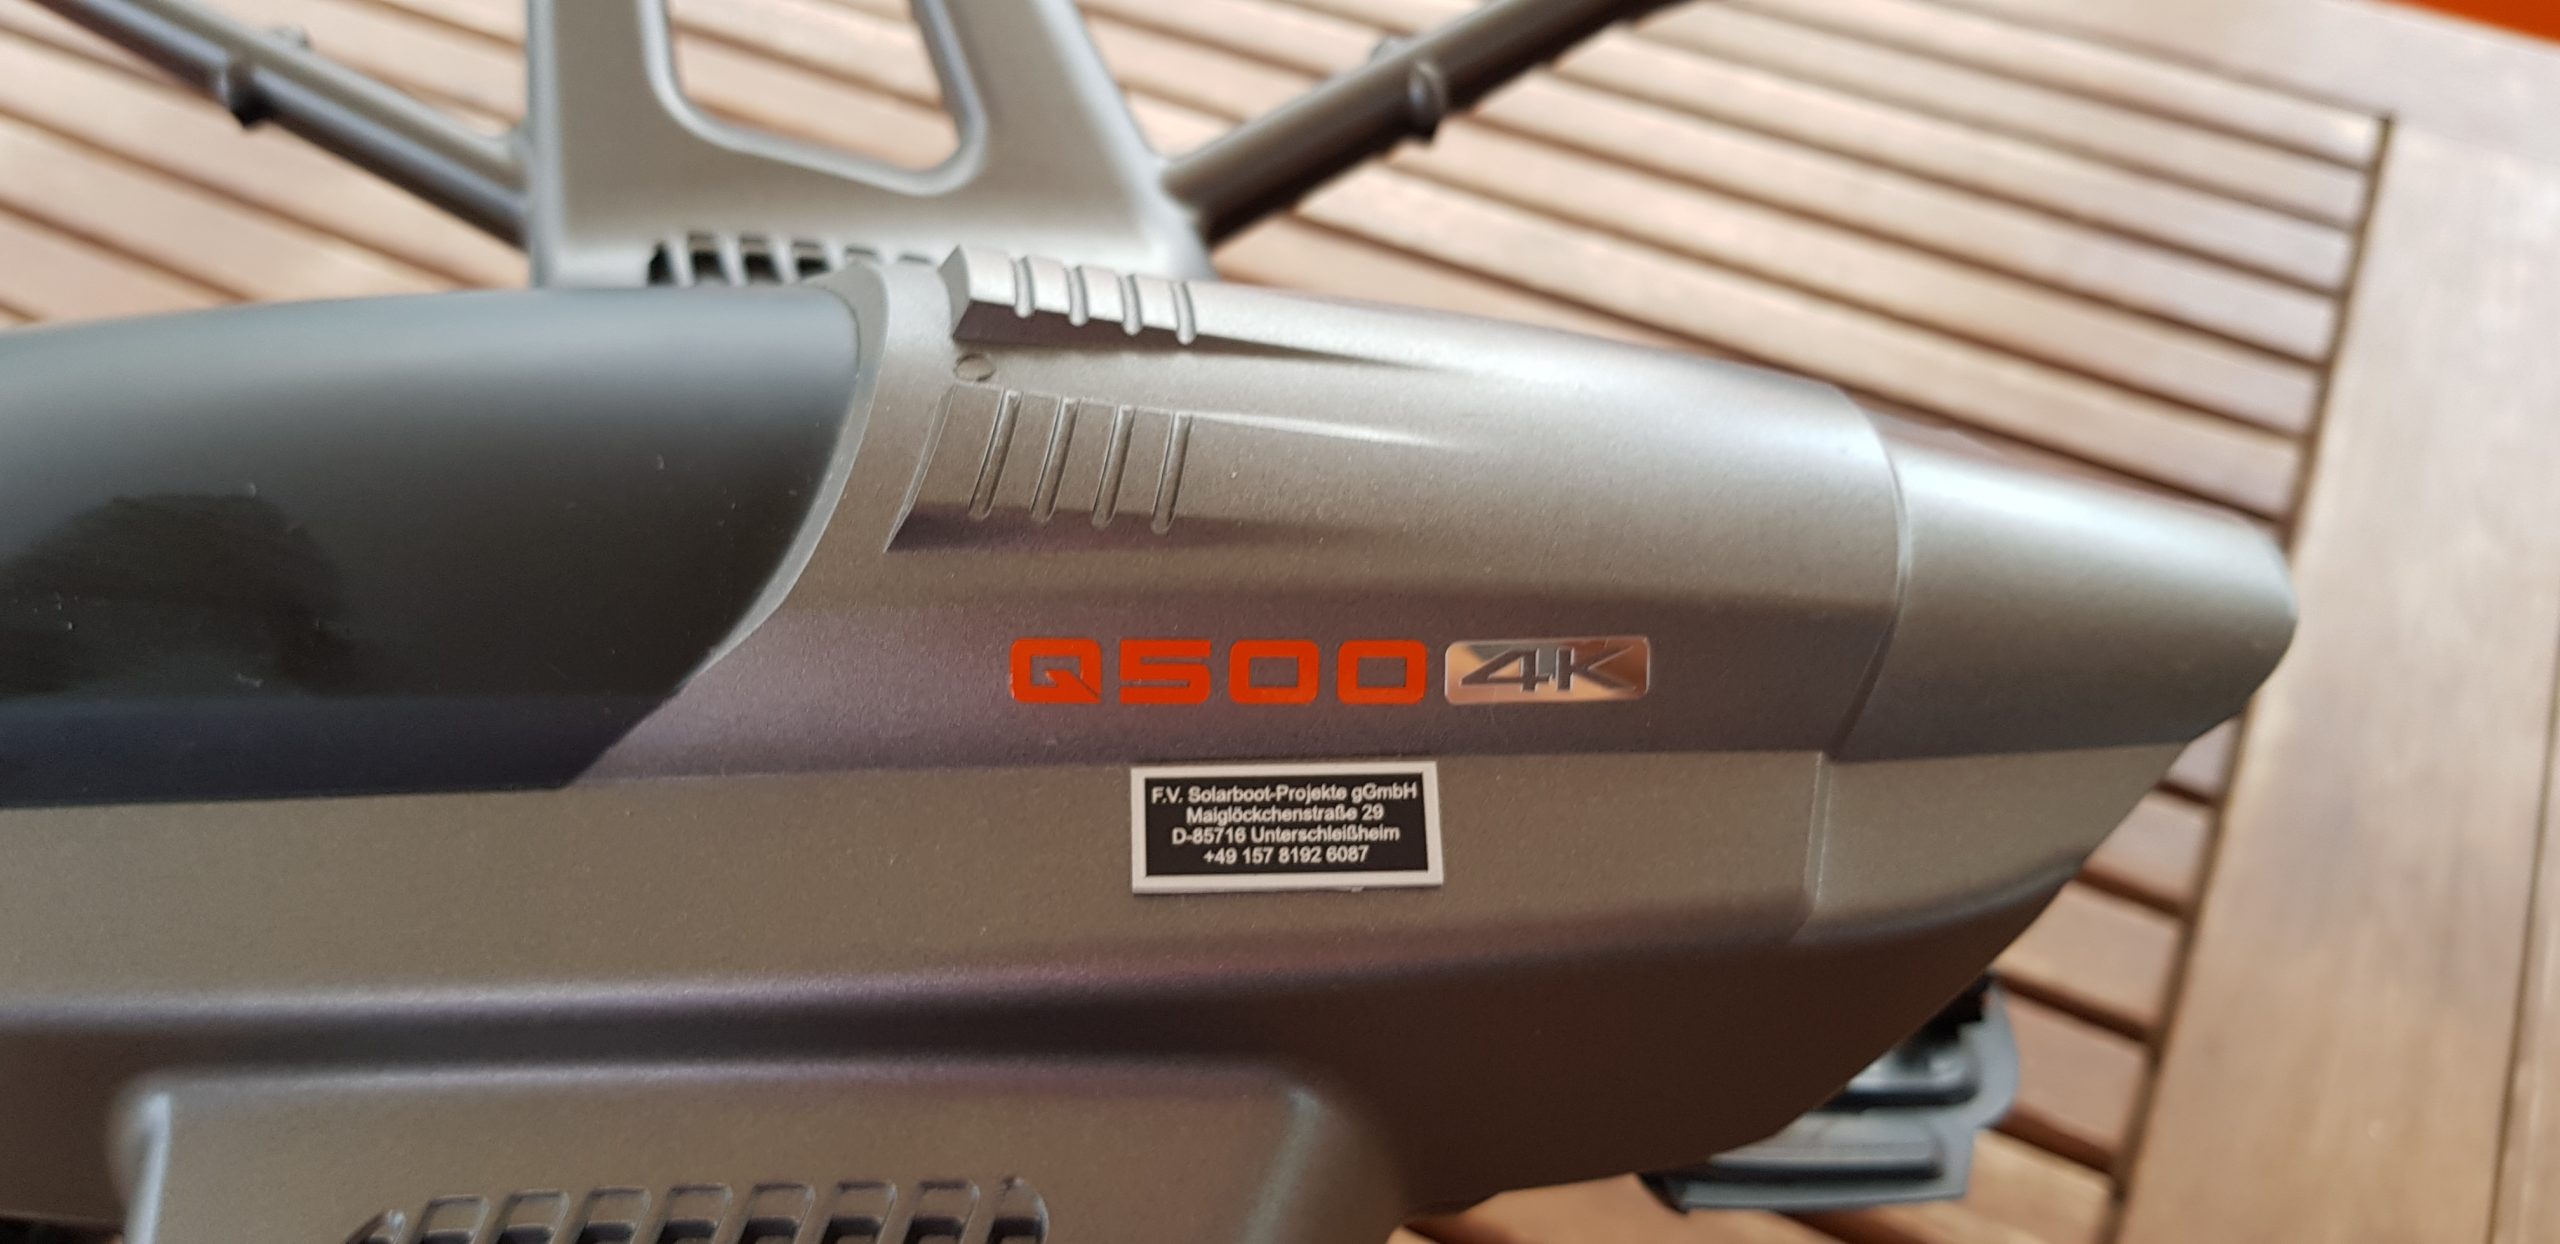 Q500 4K
F.V. Solarboot-Projekte gGmbH
Maiglöckchenstraße 29
D-85716 Unterschleißheim
+49 157 8192 6087